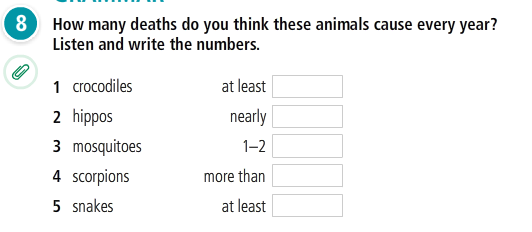 8 How many deaths do you think these animals cause every year?
Listen and write the numbers.
1 crocodiles at least
2 hippos nearly
3 mosquitoes 1–2
4 scorpions more than
5 snakes at least